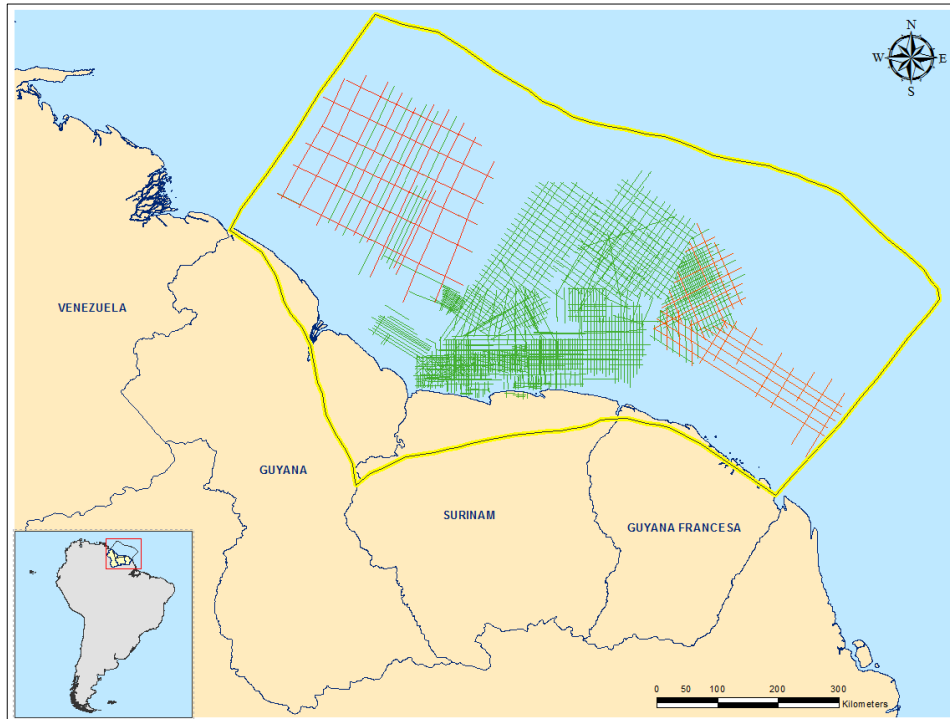 N
W E
S
VENEZUELA
GUYANA
SURINAM
GUYANA FRANCESA
0 50 100 200 300
Kilometers